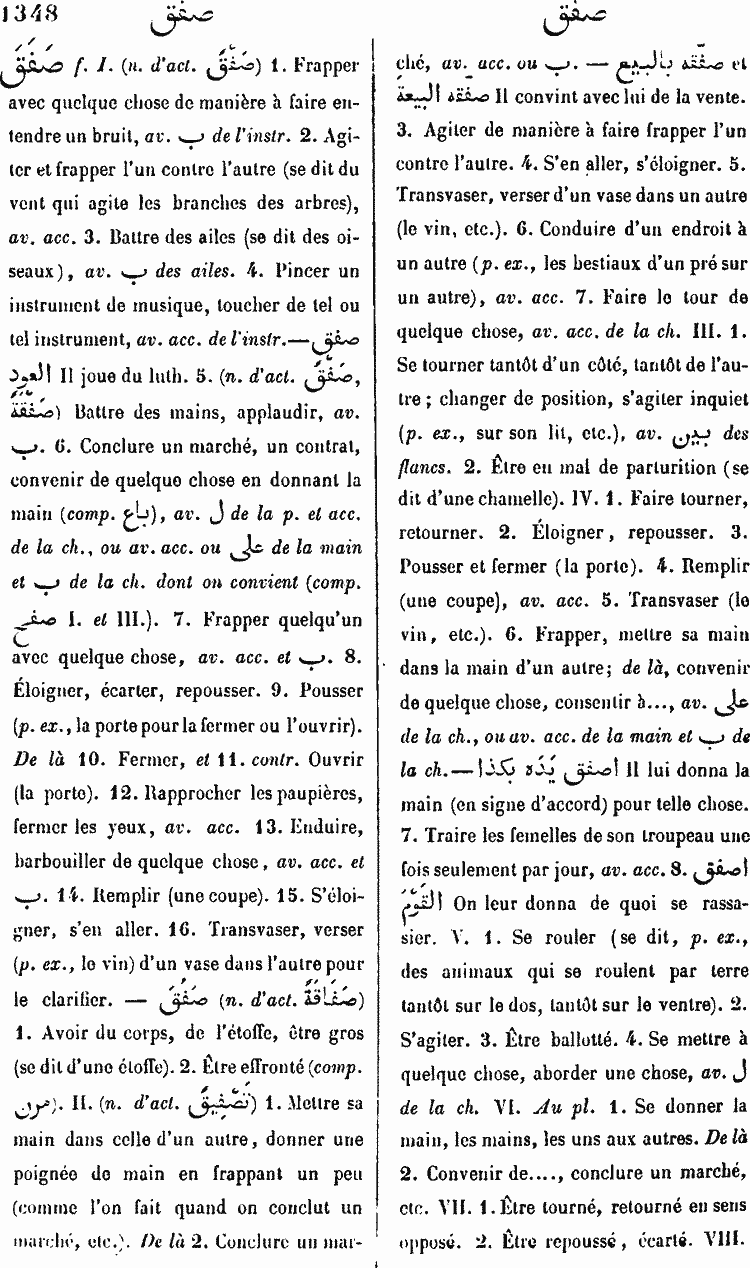 1348 صفق صفق
صَفَقَ f. I. (n. d'act. صَفْقٌ) 1. Frapper
avec quelque chose de manière à faire en-
tendre un bruit, av. ب de l'instr. 2. Agi-
ter et frapper l'un contre l'autre (se dit du
vent qui agite les branches des arbres),
av. acc. 3. Battre des ailes (se dit des oi-
seaux), av. ب des ailes. 4. Pincer un
instrument de musique, toucher de tel ou
tel instrument, av. acc. de l'instr.—صفق
العود Il joue du luth. 5. (n. d'act. صَفْقٌ,
صَفْقَةٌ) Battre des mains, applaudir, av.
ب. 6. Conclure un marché, un contrat,
convenir de quelque chose en donnant la
main (comp. باع), av. ل de la p. et acc.
de la ch., ou av. acc. ou على de la main
et ب de la ch. dont on convient (comp.
صفح I. et III.). 7. Frapper quelqu'un
avec quelque chose, av. acc. et ب. 8.
Éloigner, écarter, repousser. 9. Pousser
(p. ex., la porte pour la fermer ou l'ouvrir).
De là 10. Fermer, et 11. contr. Ouvrir
(la porte). 12. Rapprocher les paupières,
fermer les yeux, av. acc. 13. Enduire,
barbouiller de quelque chose, av. acc. et
ب. 14. Remplir (une coupe). 15. S'éloi-
gner, s'en aller. 16. Transvaser, verser
(p. ex., le vin) d'un vase dans l'autre pour
le clarifier. — صَفُقَ (n. d'act. صَفَاقَةٌ)
1. Avoir du corps, de l'étoffe, être gros
(se dit d'une étoffe). 2. Être effronté (comp.
مرن). II. (n. d'act. تَصْفِيقٌ) 1. Mettre sa
main dans celle d'un autre, donner une
poignée de main en frappant un peu
(comme l'on fait quand on conclut un
marché, etc.). De là 2. Conclure un mar-
ché, av. acc. ou ب. — صفّقه بالبيع et
صفّقه البيعة Il convint avec lui de la vente.
3. Agiter de manière à faire frapper l'un
contre l'autre. 4. S'en aller, s'éloigner. 5.
Transvaser, verser d'un vase dans un autre
(le vin, etc.). 6. Conduire d'un endroit à
un autre (p. ex., les bestiaux d'un pré sur
un autre), av. acc. 7. Faire le tour de
quelque chose, av. acc. de la ch. III. 1.
Se tourner tantôt d'un côté, tantôt de l'au-
tre; changer de position, s'agiter inquiet
(p. ex., sur son lit, etc.), av. بين des
flancs. 2. Être en mal de parturition (se
dit d'une chamelle). IV. 1. Faire tourner,
retourner. 2. Éloigner, repousser. 3.
Pousser et fermer (la porte). 4. Remplir
(une coupe), av. acc. 5. Transvaser (le
vin, etc.). 6. Frapper, mettre sa main
dans la main d'un autre; de là, convenir
de quelque chose, consentir à..., av. على
de la ch., ou av. acc. de la main et ب de
la ch.—اصفق يَدَه بكذا Il lui donna la
main (en signe d'accord) pour telle chose.
7. Traire les femelles de son troupeau une
fois seulement par jour, av. acc. 8. اصفق
القَوْمُ On leur donna de quoi se rassa-
sier. V. 1. Se rouler (se dit, p. ex.,
des animaux qui se roulent par terre
tantôt sur le dos, tantôt sur le ventre). 2.
S'agiter. 3. Être ballotté. 4. Se mettre à
quelque chose, aborder une chose, av. ل
de la ch. VI. Au pl. 1. Se donner la
main, les mains, les uns aux autres. De là
2. Convenir de...., conclure un marché,
etc. VII. 1. Être tourné, retourné en sens
opposé. 2. Être repoussé, écarté. VIII.